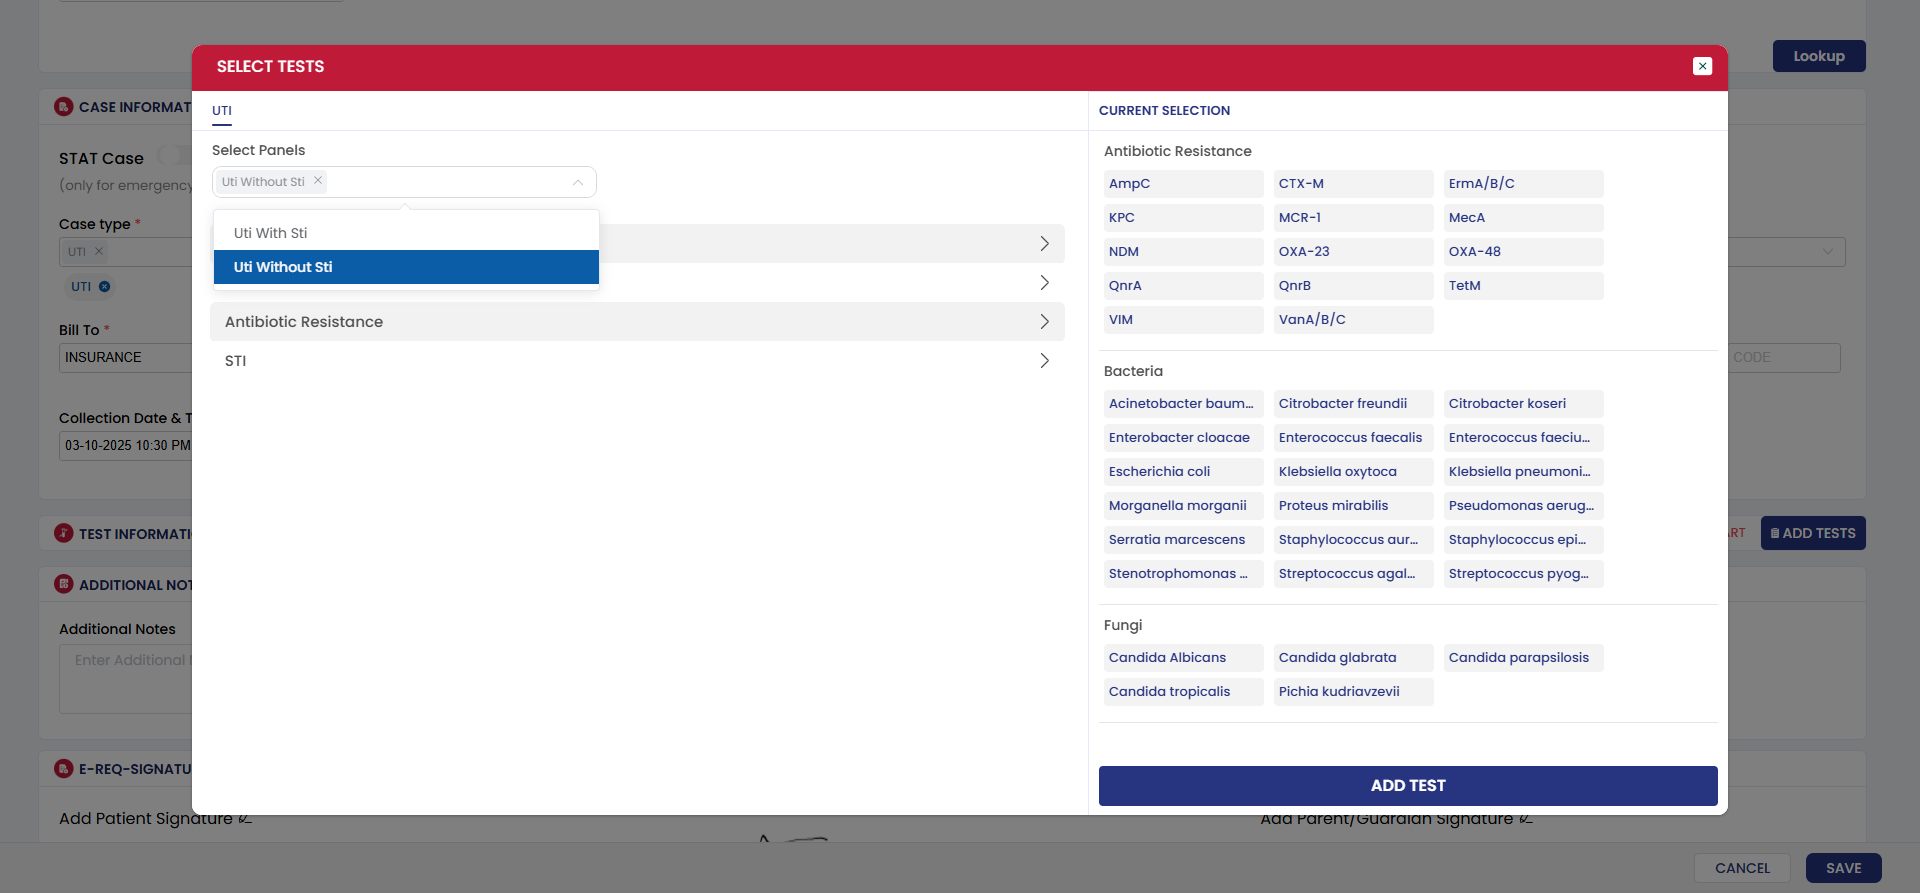 Lookup
SELECT TESTS
CASE INFORMAT
UTI
CURRENT SELECTION
STAT Case
(only for emergency
Select Panels
Uti Without Sti
Uti With Sti
Uti Without Sti
Antibiotic Resistance
STI
Case type *
UTI
UTI
Bill To *
INSURANCE
CODE
Collection Date & T
03-10-2025 10:30 PM
Antibiotic Resistance
AmpC CTX-M ErmA/B/C
KPC MCR-1 MecA
NDM OXA-23 OXA-48
QnrA QnrB TetM
VIM VanA/B/C
Bacteria
Acinetobacter baum... Citrobacter freundii Citrobacter koseri
Enterobacter cloacae Enterococcus faecalis Enterococcus faeciu...
Escherichia coli Klebsiella oxytoca Klebsiella pneumoni...
Morganella morganii Proteus mirabilis Pseudomonas aerug...
Serratia marcescens Staphylococcus aur... Staphylococcus epi...
Stenotrophomonas ... Streptococcus agal... Streptococcus pyog...
Fungi
Candida Albicans Candida glabrata Candida parapsilosis
Candida tropicalis Pichia kudriavzevii
ADD TEST
TEST INFORMATI
RT
ADD TESTS
ADDITIONAL NOT
Additional Notes
Enter Additional
E-REQ-SIGNATU
Add Patient Signature
Add Parent/Guardian Signature
CANCEL
SAVE